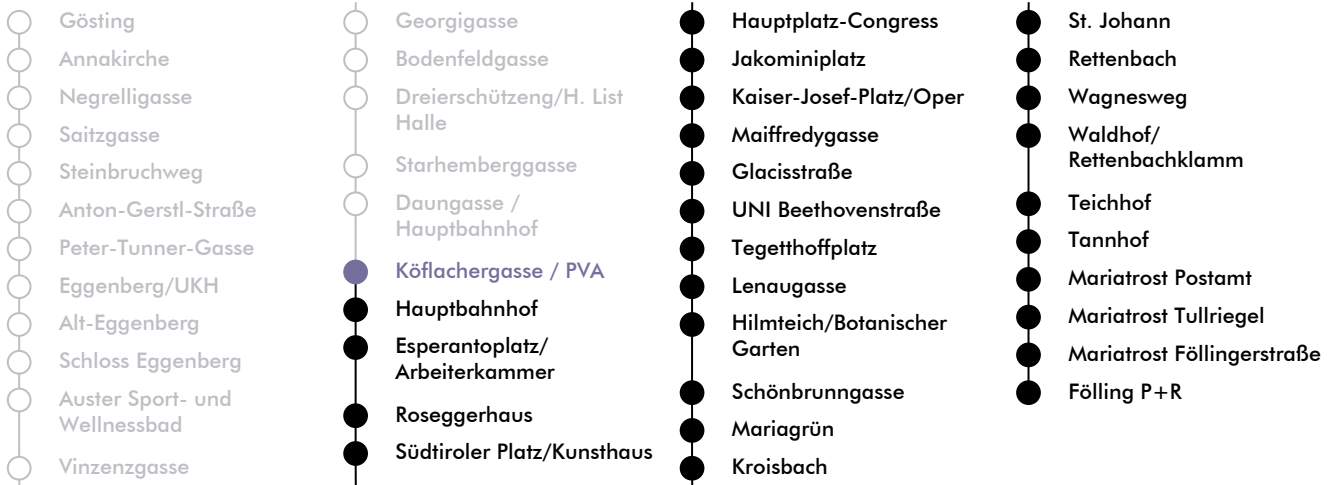 Gösting
Annakirche
Negrelligasse
Saitzgasse
Steinbruchweg
Anton-Gerstl-Straße
Peter-Tunner-Gasse
Eggenberg/UKH
Alt-Eggenberg
Schloss Eggenberg
Auster Sport- und
Wellnessbad
Vinzenzgasse
Georgigasse
Bodenfeldgasse
Dreierschützeng/H. List
Halle
Starhemberggasse
Daungasse /
Hauptbahnhof
Köflachergasse / PVA
Hauptbahnhof
Esperantoplatz/
Arbeiterkammer
Roseggerhaus
Südtiroler Platz/Kunsthaus
Hauptplatz-Congress
Jakominiplatz
Kaiser-Josef-Platz/Oper
Maiffredygasse
Glacisstraße
UNI Beethovenstraße
Tegetthoffplatz
Lenaugasse
Hilmteich/Botanischer
Garten
Schönbrunngasse
Mariagrün
Kroisbach
St. Johann
Rettenbach
Wagnesweg
Waldhof/
Rettenbachklamm
Teichhof
Tannhof
Mariatrost Postamt
Mariatrost Tullriegel
Mariatrost Föllingerstraße
Fölling P+R